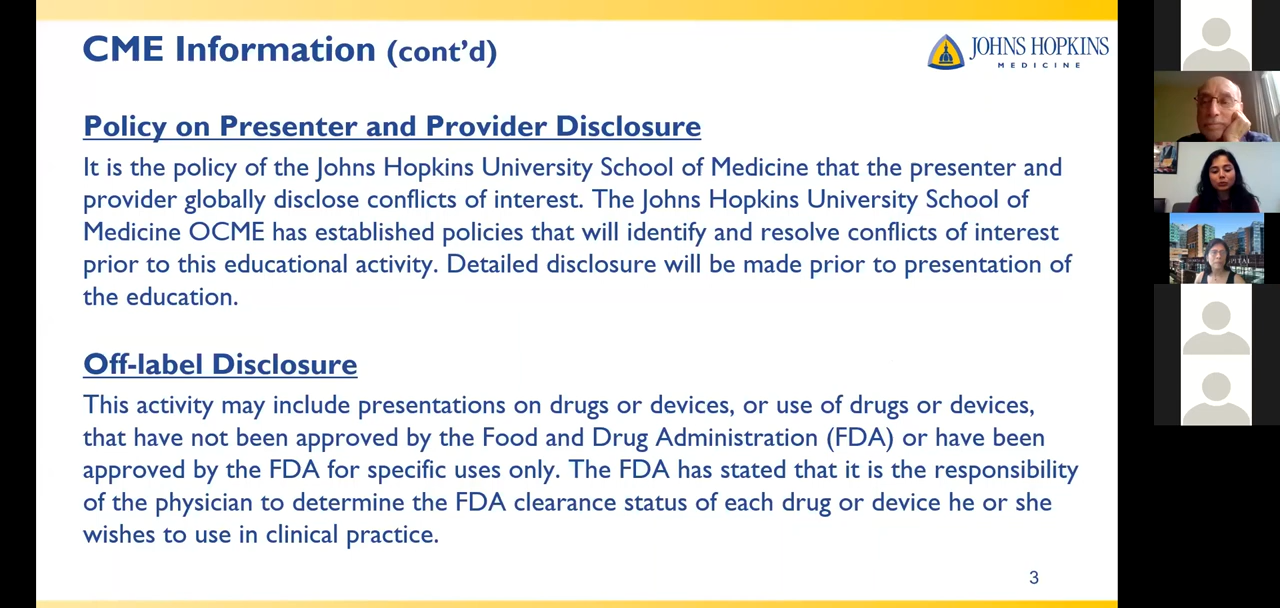 CME Information (cont'd)
JOHNS HOPKINS
MEDICINE
Policy on Presenter and Provider Disclosure
It is the policy of the Johns Hopkins University School of Medicine that the presenter and
provider globally disclose conflicts of interest. The Johns Hopkins University School of
Medicine OCME has established policies that will identify and resolve conflicts of interest
prior to this educational activity. Detailed disclosure will be made prior to presentation of
the education.
Off-label Disclosure
This activity may include presentations on drugs or devices, or use of drugs or devices,
that have not been approved by the Food and Drug Administration (FDA) or have been
approved by the FDA for specific uses only. The FDA has stated that it is the responsibility
of the physician to determine the FDA clearance status of each drug or device he or she
wishes to use in clinical practice.
3